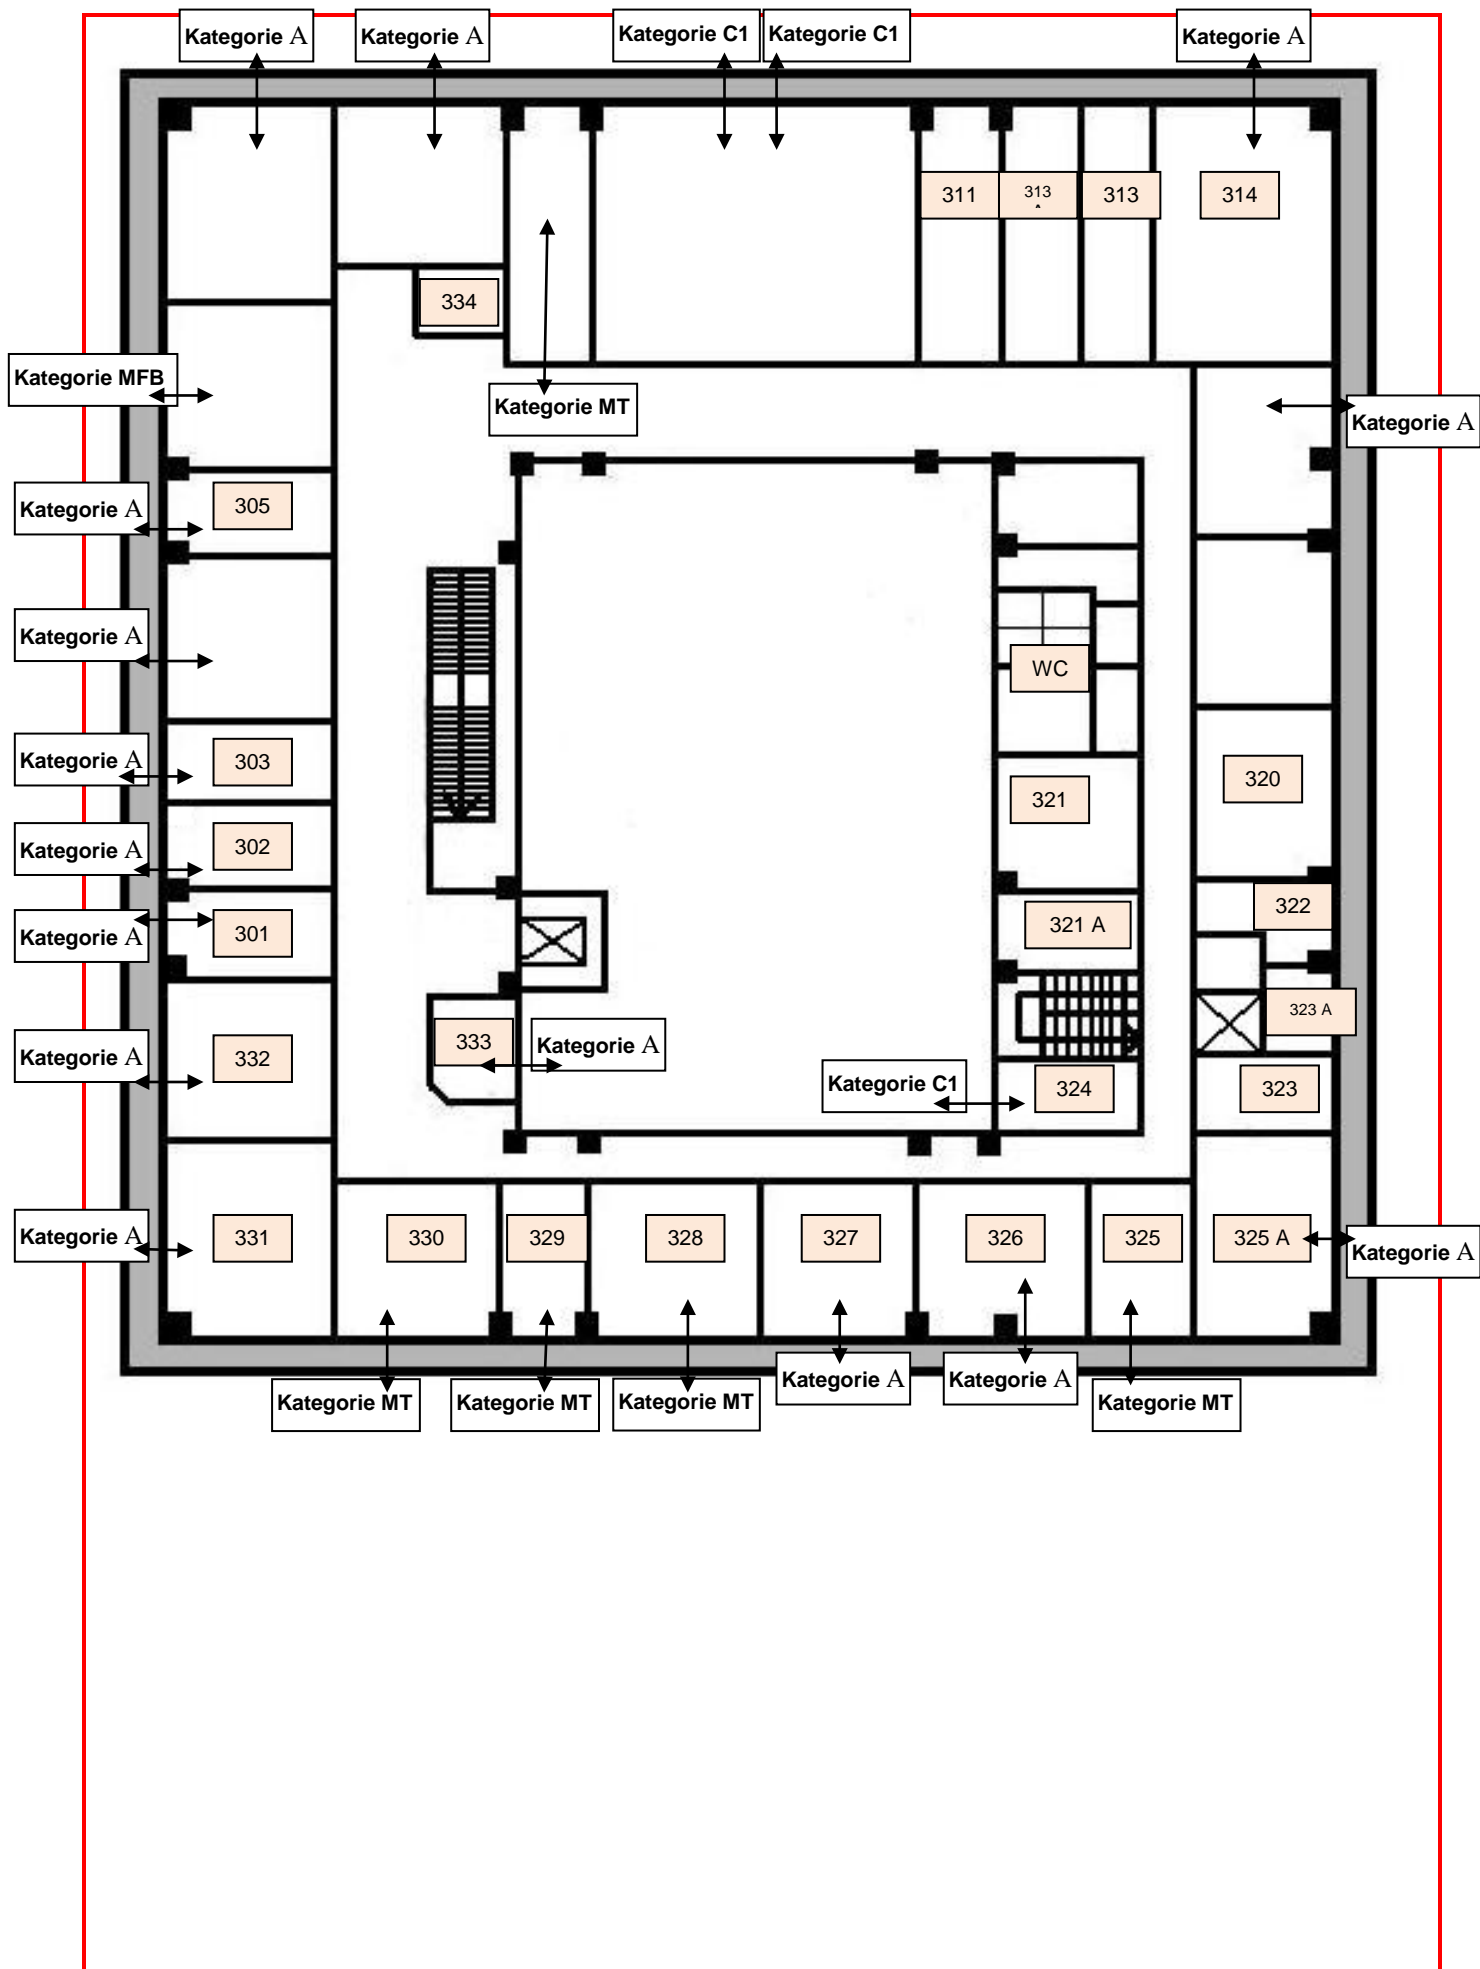 Kategorie A
Kategorie A
Kategorie C1
Kategorie C1
Kategorie A
311
313
313
314
334
Kategorie MFB
Kategorie MT
Kategorie A
Kategorie A
305
Kategorie A
WC
Kategorie A
303
321
320
Kategorie A
302
Kategorie A
301
321 A
322
323 A
Kategorie A
332
333
Kategorie A
Kategorie C1
324
323
Kategorie A
331
330
329
328
327
326
325
325 A
Kategorie A
Kategorie MT
Kategorie MT
Kategorie MT
Kategorie A
Kategorie A
Kategorie MT